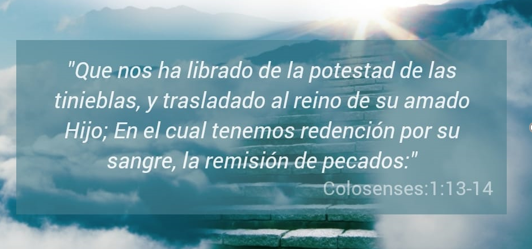 "Que nos ha librado de la potestad de las
tinieblas, y trasladado al reino de su amado
Hijo; En el cual tenemos redención por su
sangre, la remisión de pecados:"
Colosenses:1:13-14